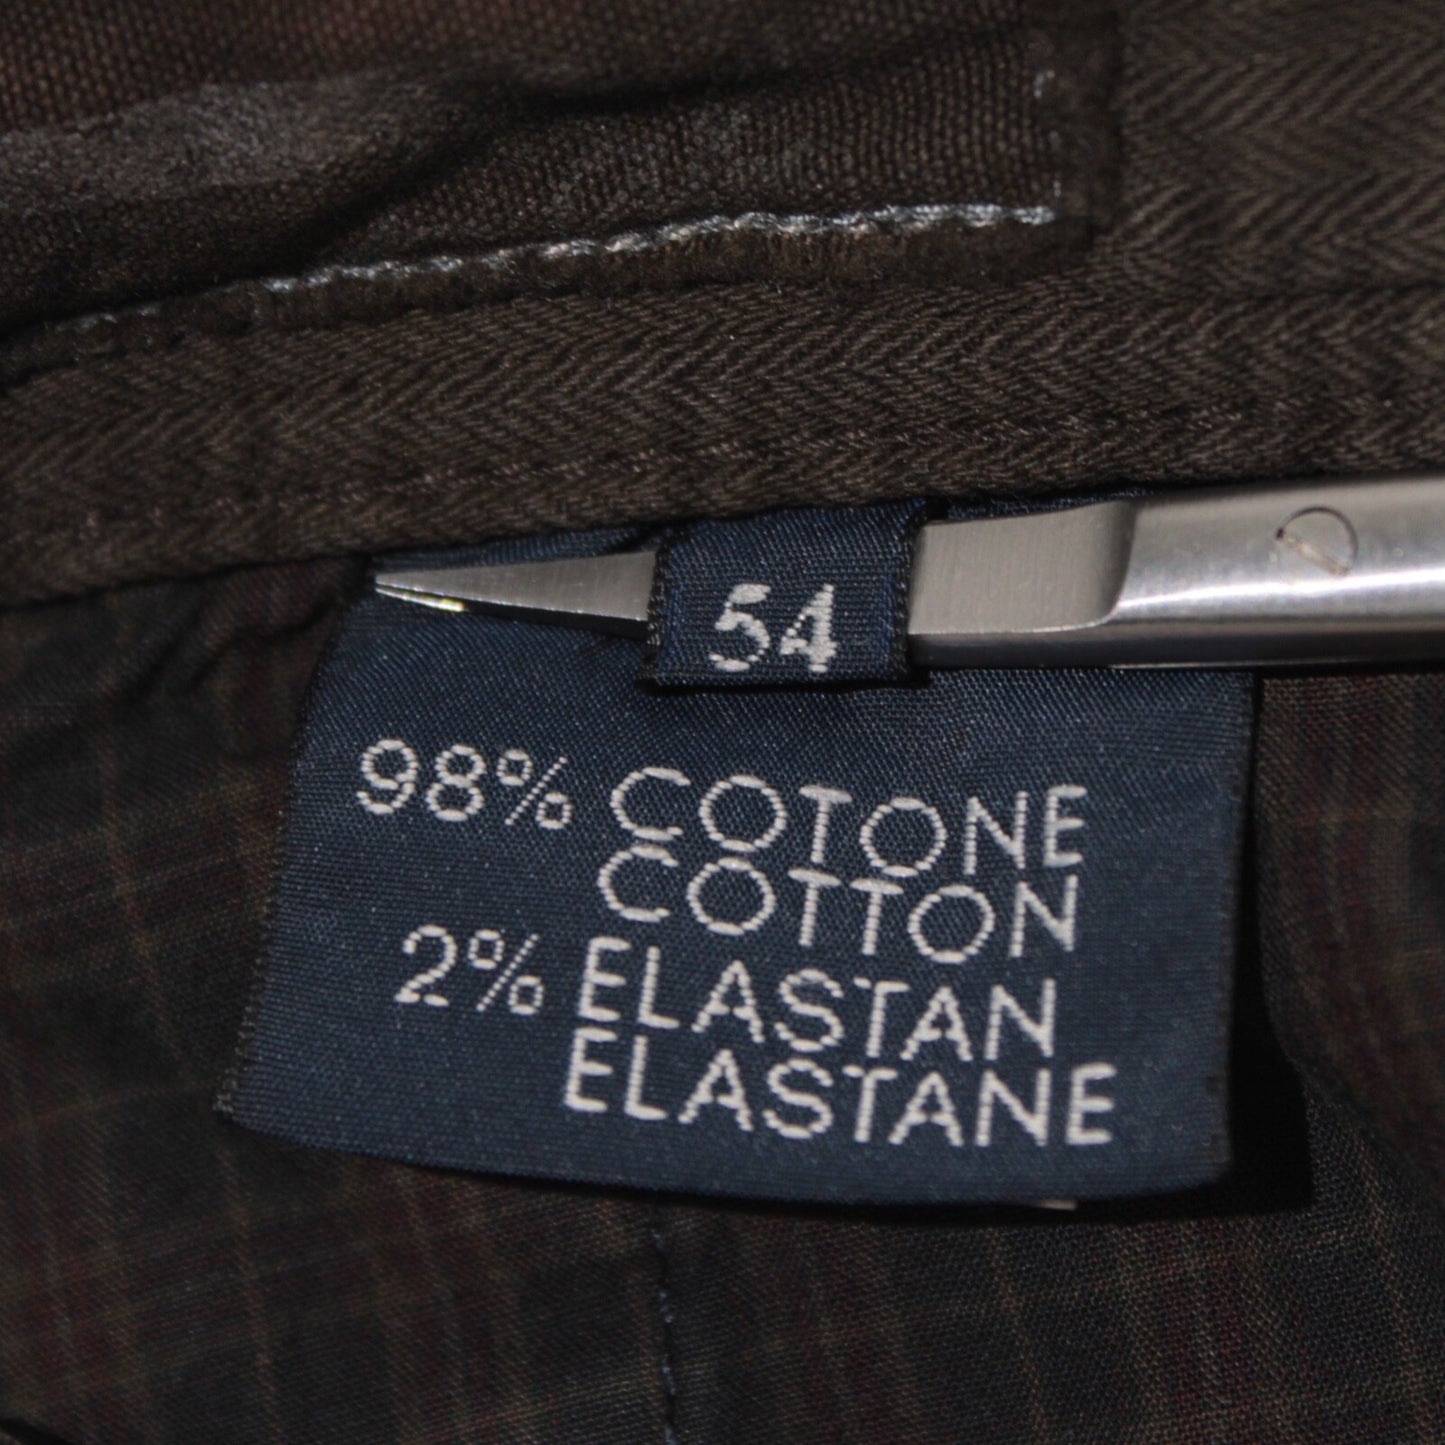 54
98% COTONE
COTTON
2% ELASTAN
ELASTANE